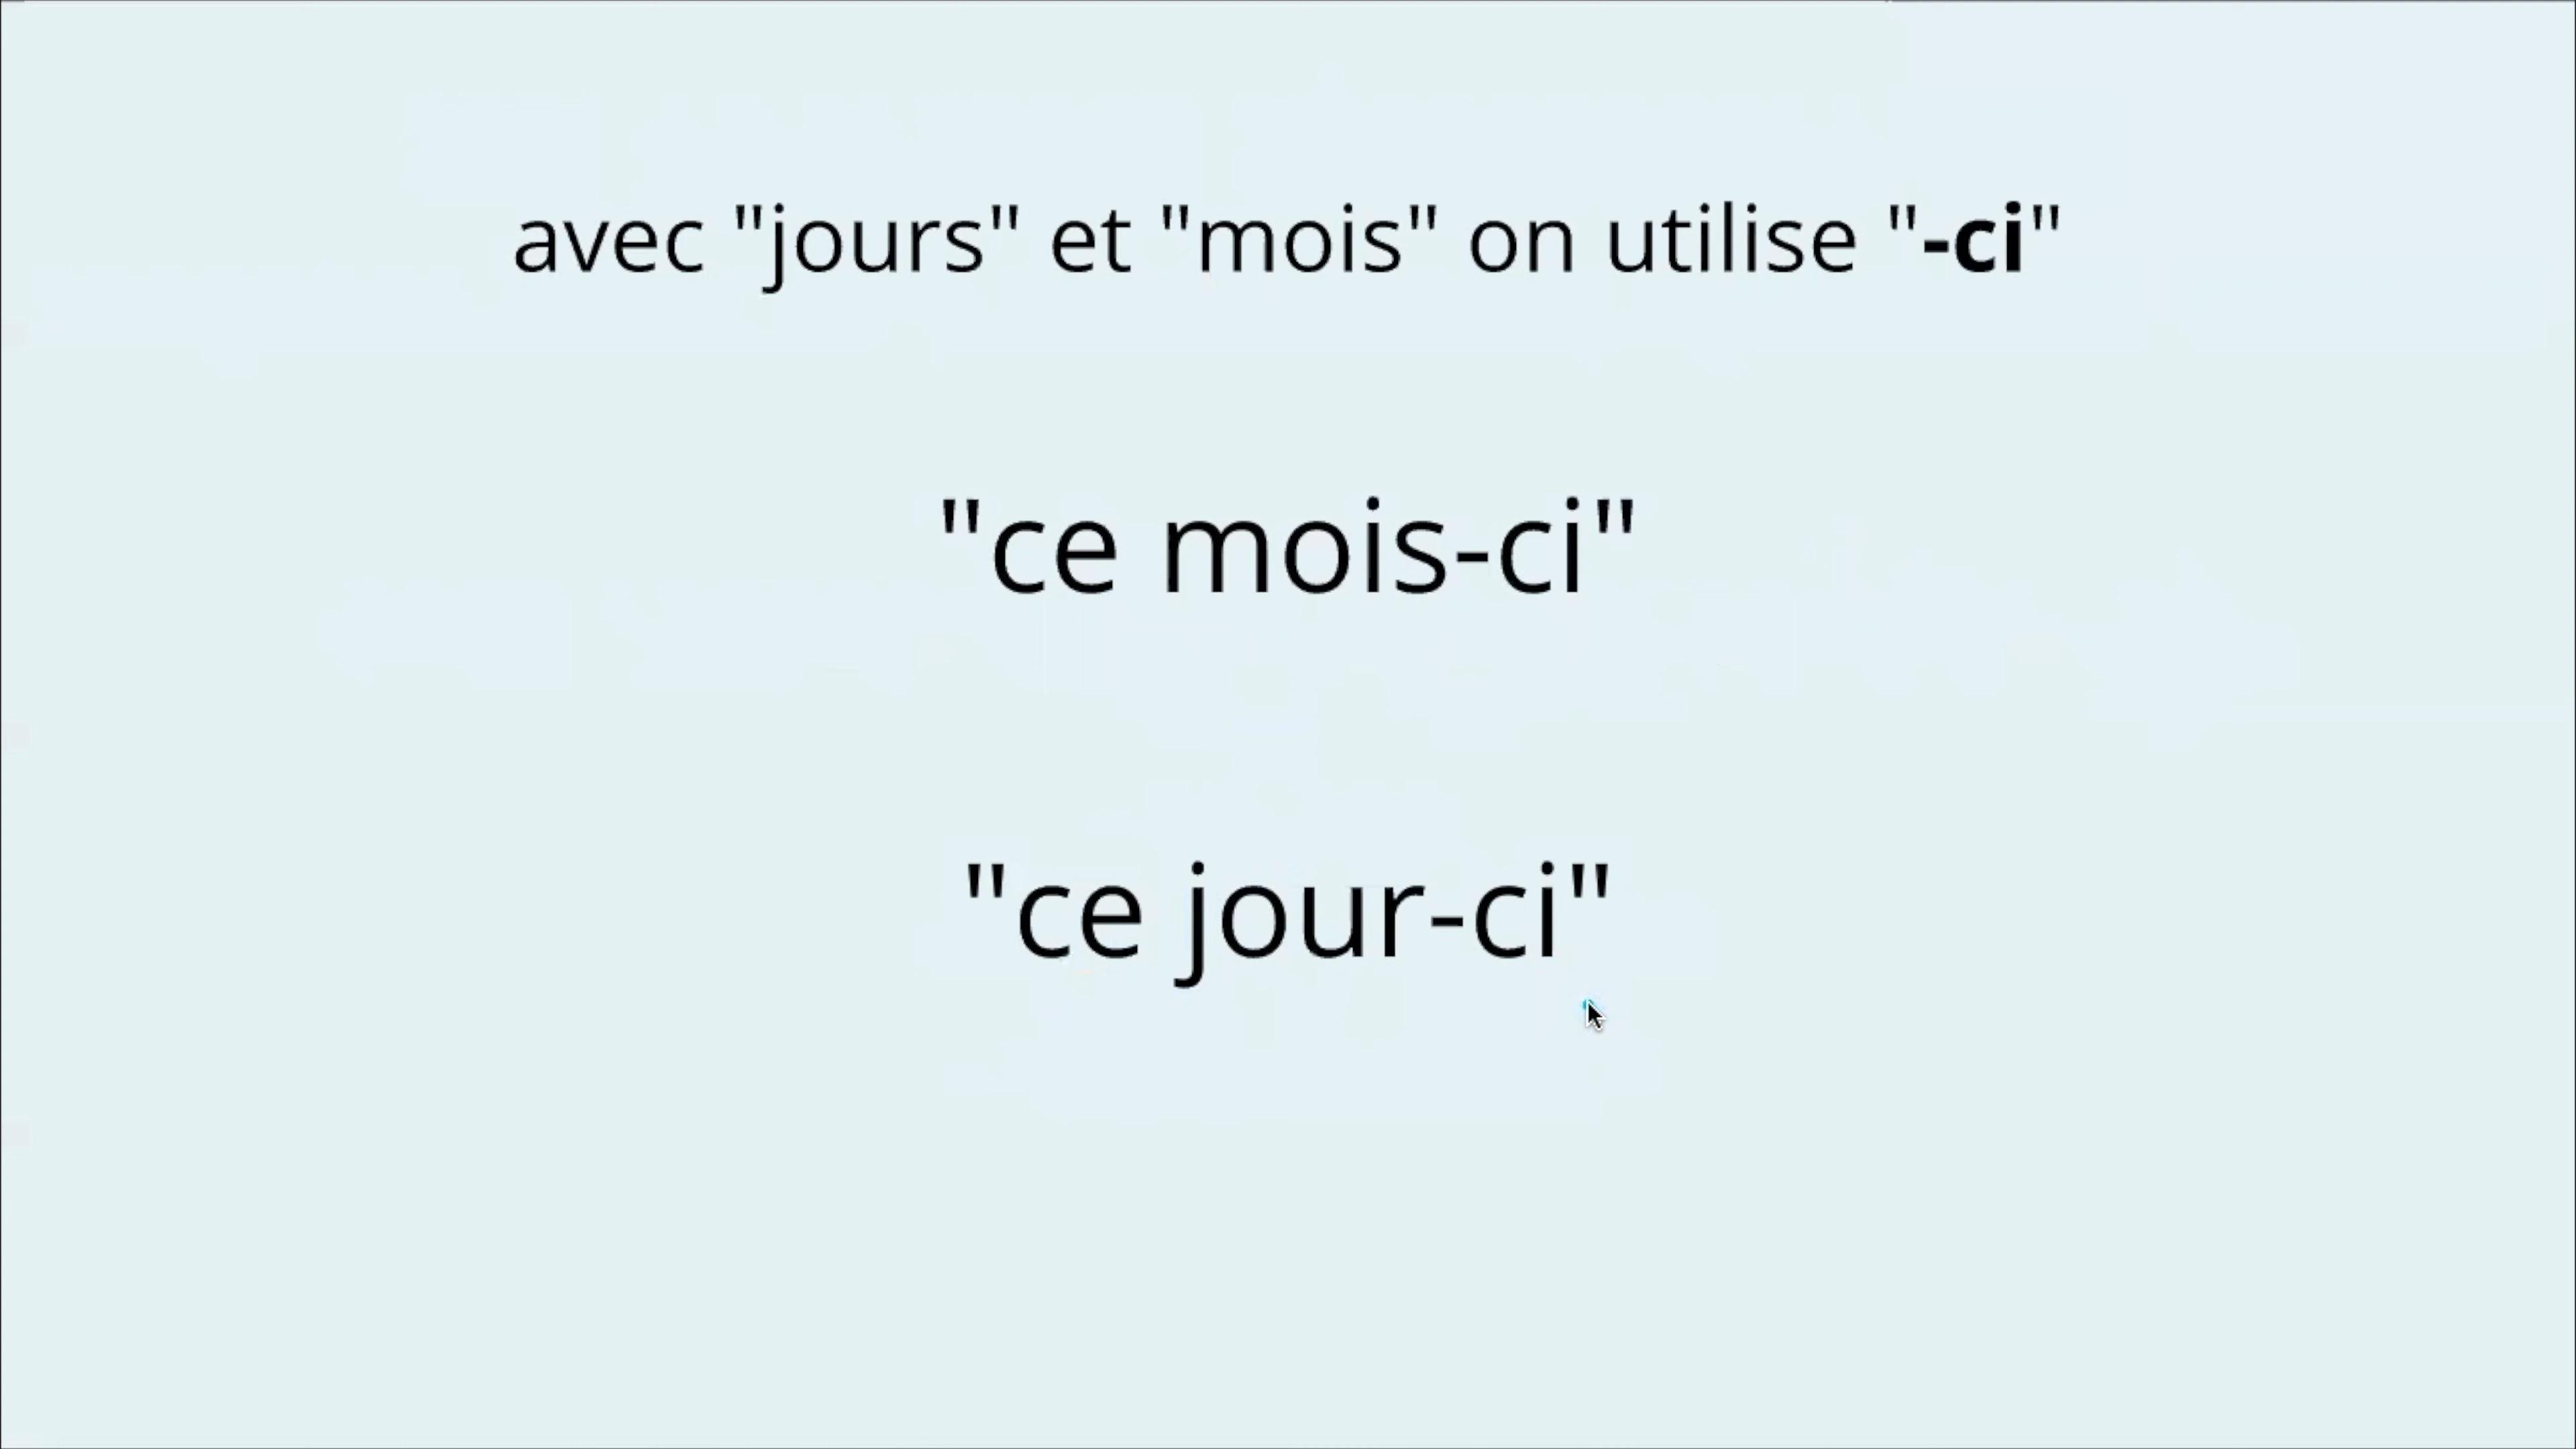 avec "jours" et "mois" on utilise "-ci"
"ce mois-ci"
"ce jour-ci"